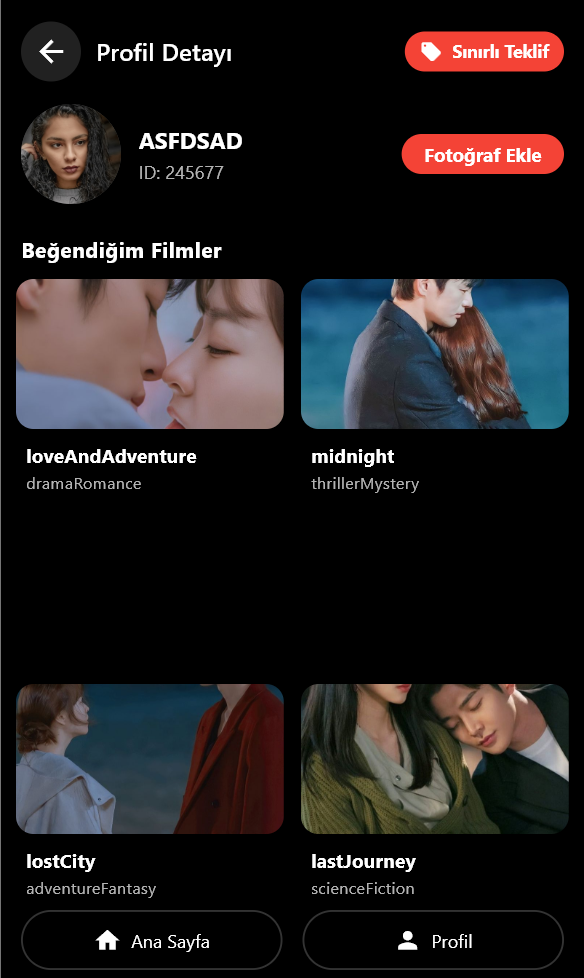 Profil Detayı
Sınırlı Teklif
ASFDSAD
ID: 245677
Fotoğraf Ekle
Beğendiğim Filmler
loveAndAdventure
dramaRomance
midnight
thrillerMystery
lostCity
adventureFantasy
lastJourney
scienceFiction
Ana Sayfa
Profil